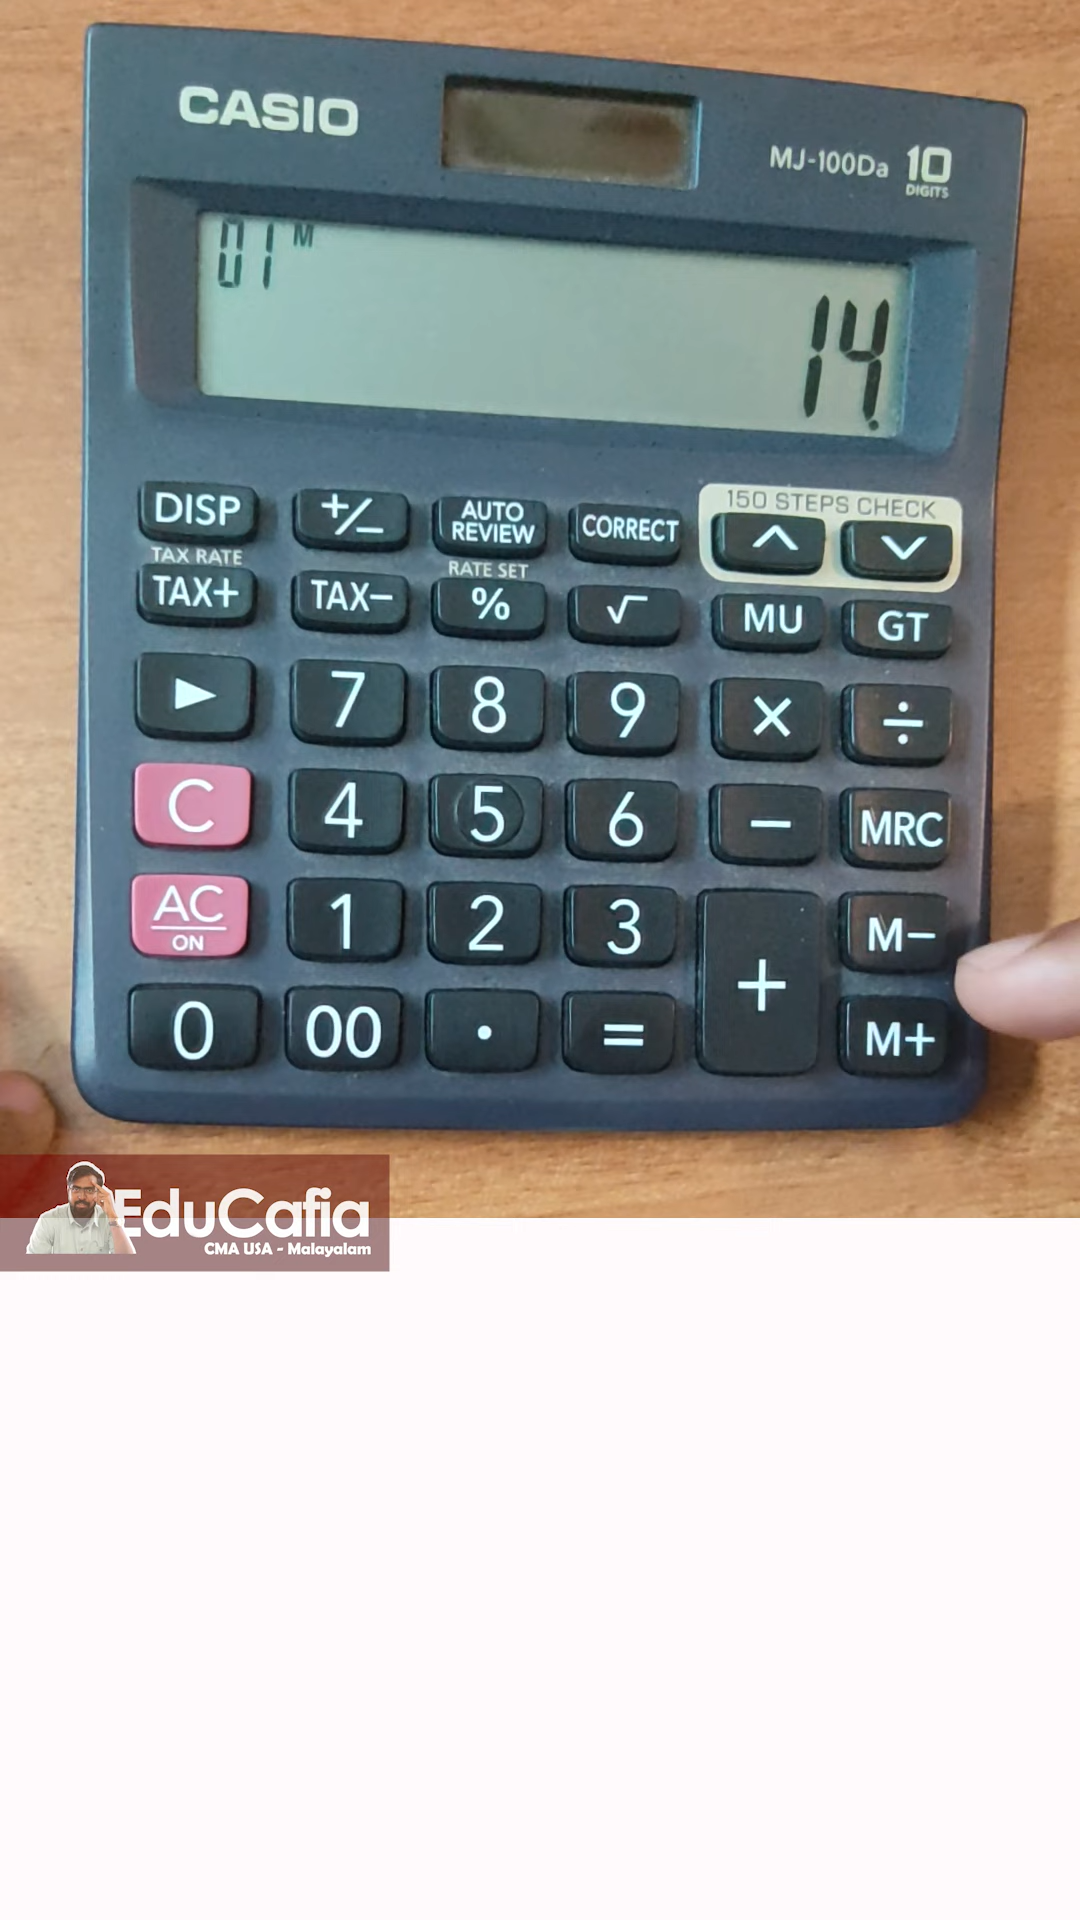 CASIO
MJ-100Da 10
DIGITS
01 M
14.
150 STEPS CHECK
DISP +/− AUTO REVIEW CORRECT ∧ ∨
TAX RATE RATE SET
TAX+ TAX− % √ MU GT
▶ 7 8 9 × ÷
C 4 5 6 − MRC
AC
ON
1 2 3 + M−
0 00 . = M+
EduCafia
CMA USA - Malayalam